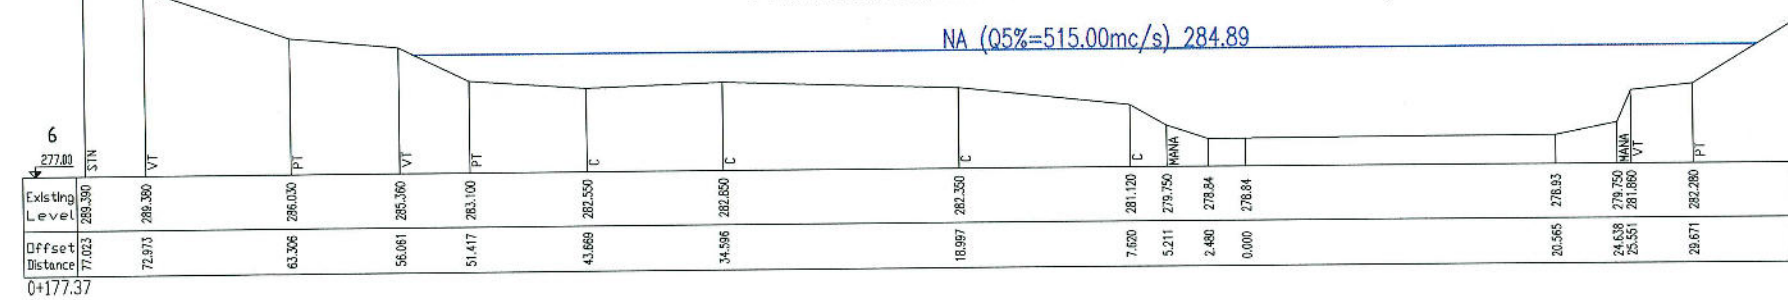 NA (Q5%=515.00mc/s) 284.89
6
277.00
STN VT PT VT PT C C C C MANA MANA VT PT
Existing Level 289.390 289.380 286.030 285.360 283.100 282.550 282.850 282.350 281.120 279.750 278.84 278.84 278.93 279.750 281.860 282.280
Offset Distance 77.023 72.973 63.306 56.061 51.417 43.669 34.596 18.997 7.620 5.211 2.480 0.000 20.565 24.638 25.551 29.671
0+177.37